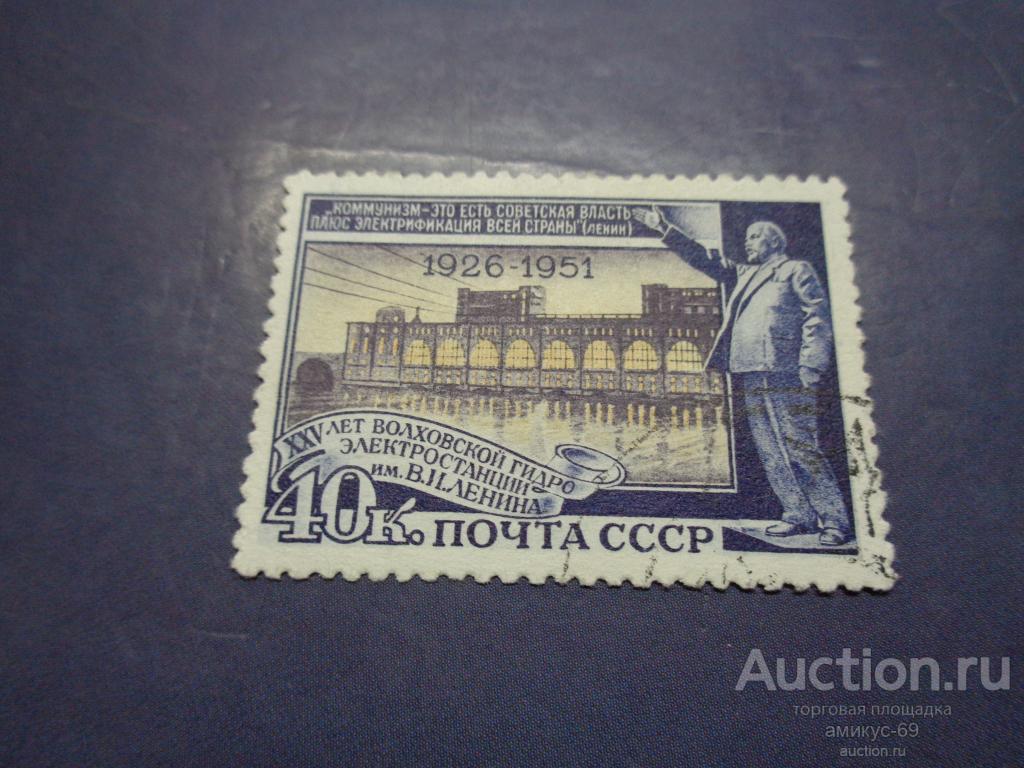 „КОММУНИЗМ-ЭТО ЕСТЬ СОВЕТСКАЯ ВЛАСТЬ
ПЛЮС ЭЛЕКТРИФИКАЦИЯ ВСЕЙ СТРАНЫ"(ЛЕНИН)
1926-1951
XXV ЛЕТ ВОЛХОВСКОЙ ГИДРО
ЭЛЕКТРОСТАНЦИИ
ИМ. В.И.ЛЕНИНА
40К. ПОЧТА СССР
Auction.ru
торговая площадка
амикус-69
auction.ru